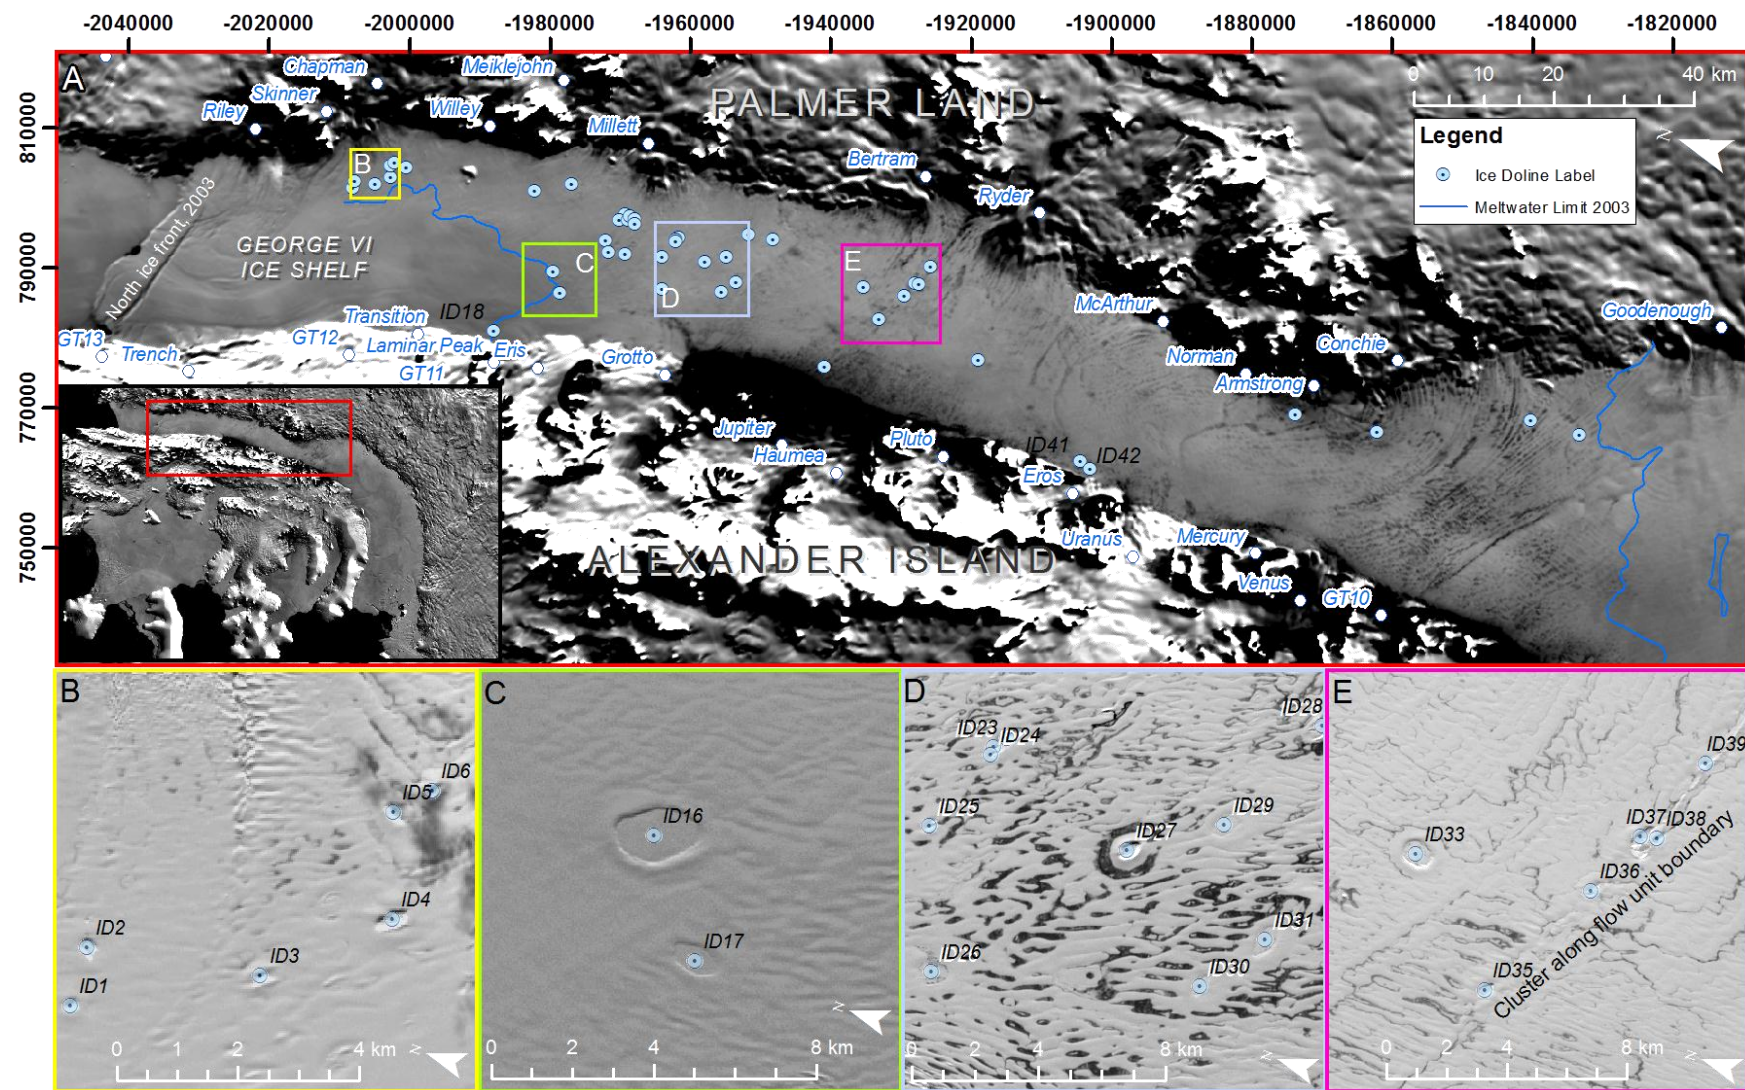 -2040000 -2020000 -2000000 -1980000 -1960000 -1940000 -1920000 -1900000 -1880000 -1860000 -1840000 -1820000
A
Chapman
Meiklejohn
Skinner
Riley
Willey
Millett
PALMER LAND
0 10 20 40 km
810000
790000
770000
750000
Legend
Ice Doline Label
Meltwater Limit 2003
N
B
Bertram
Ryder
North ice front, 2003
GEORGE VI
ICE SHELF
C
D
E
Transition
ID18
GT13
Trench
GT12
Laminar Peak
Eris
GT11
Grotto
McArthur
Goodenough
Norman
Conchie
Armstrong
Jupiter
Haumea
Pluto
ID41
ID42
Eros
ALEXANDER ISLAND
Uranus
Mercury
Venus
GT10
B
ID6
ID5
ID4
ID2
ID3
ID1
0 1 2 4 km
N
C
ID16
ID17
0 2 4 8 km
N
D
ID28
ID23
ID24
ID25
ID29
ID27
ID31
ID26
ID30
0 2 4 8 km
N
E
ID39
ID33
ID37
ID38
ID36
ID35
Cluster along flow unit boundary
0 2 4 8 km
N